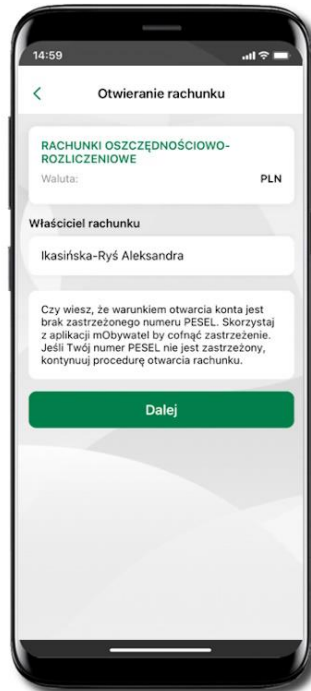 14:59
Otwieranie rachunku
RACHUNKI OSZCZĘDNOŚCIOWO-
ROZLICZENIOWE
Waluta: PLN
Właściciel rachunku
Ikasińska-Ryś Aleksandra
Czy wiesz, że warunkiem otwarcia konta jest
brak zastrzeżonego numeru PESEL. Skorzystaj
z aplikacji mObywatel by cofnąć zastrzeżenie.
Jeśli Twój numer PESEL nie jest zastrzeżony,
kontynuuj procedurę otwarcia rachunku.
Dalej